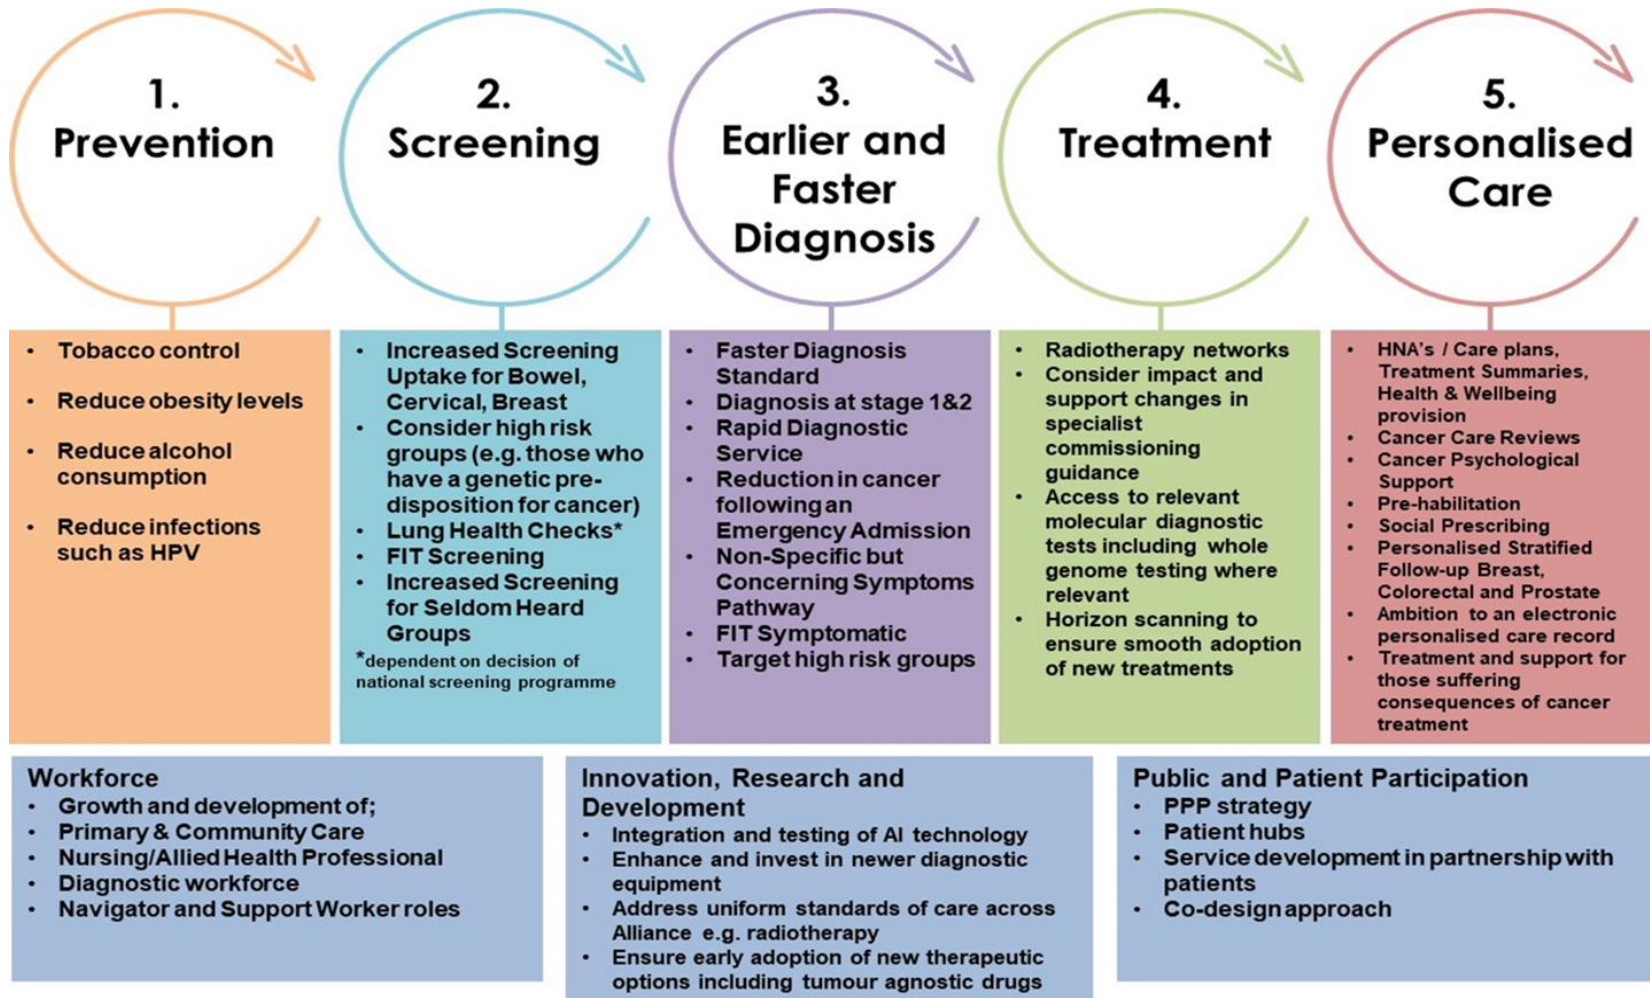 1.
Prevention
2.
Screening
3.
Earlier and
Faster
Diagnosis
4.
Treatment
5.
Personalised
Care
• Tobacco control
• Reduce obesity levels
• Reduce alcohol
consumption
• Reduce infections
such as HPV
• Increased Screening
Uptake for Bowel,
Cervical, Breast
• Consider high risk
groups (e.g. those who
have a genetic pre-
disposition for cancer)
• Lung Health Checks*
• FIT Screening
• Increased Screening
for Seldom Heard
Groups
*dependent on decision of
national screening programme
• Faster Diagnosis
Standard
• Diagnosis at stage 1&2
• Rapid Diagnostic
Service
• Reduction in cancer
following an
Emergency Admission
• Non-Specific but
Concerning Symptoms
Pathway
• FIT Symptomatic
• Target high risk groups
• Radiotherapy networks
• Consider impact and
support changes in
specialist
commissioning
guidance
• Access to relevant
molecular diagnostic
tests including whole
genome testing where
relevant
• Horizon scanning to
ensure smooth adoption
of new treatments
• HNA's / Care plans,
Treatment Summaries,
Health & Wellbeing
provision
• Cancer Care Reviews
• Cancer Psychological
Support
• Pre-habilitation
• Social Prescribing
• Personalised Stratified
Follow-up Breast,
Colorectal and Prostate
• Ambition to an electronic
personalised care record
• Treatment and support for
those suffering
consequences of cancer
treatment
Workforce
• Growth and development of;
• Primary & Community Care
• Nursing/Allied Health Professional
• Diagnostic workforce
• Navigator and Support Worker roles
Innovation, Research and
Development
• Integration and testing of AI technology
• Enhance and invest in newer diagnostic
equipment
• Address uniform standards of care across
Alliance e.g. radiotherapy
• Ensure early adoption of new therapeutic
options including tumour agnostic drugs
Public and Patient Participation
• PPP strategy
• Patient hubs
• Service development in partnership with
patients
• Co-design approach